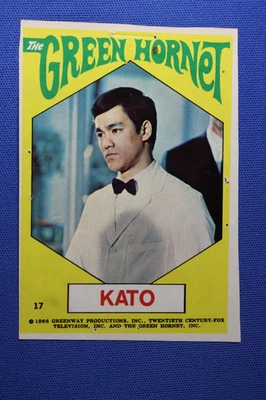 The GREEN HORNET
17
KATO
© 1966 GREENWAY PRODUCTIONS, INC., TWENTIETH CENTURY-FOX
TELEVISION, INC. AND THE GREEN HORNET, INC.